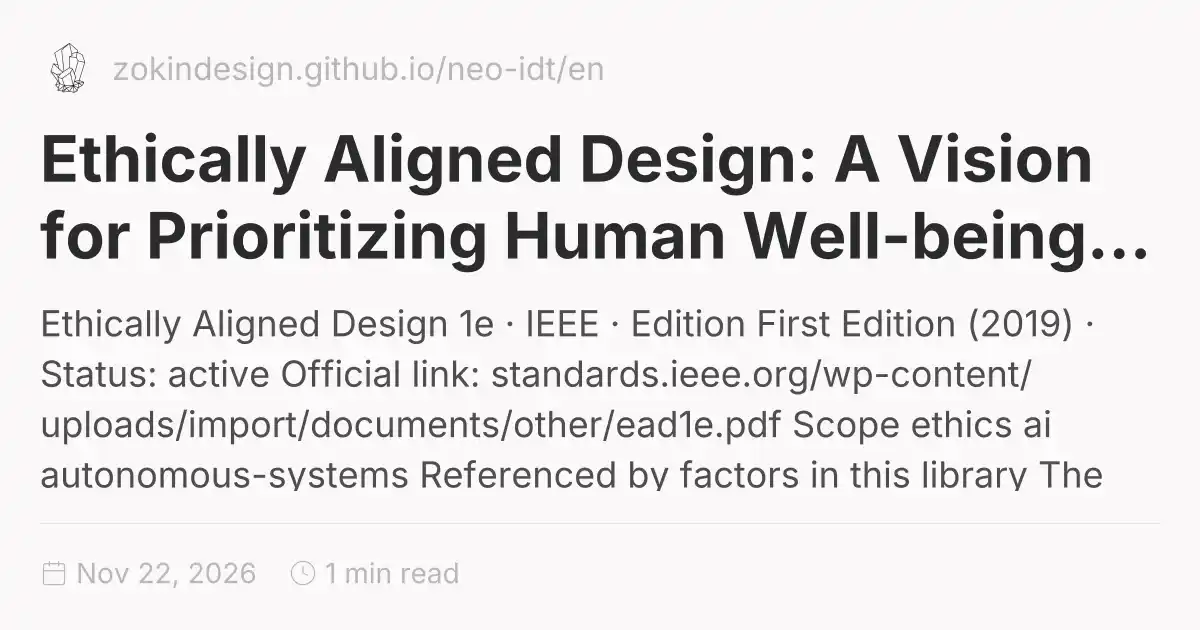 zokindesign.github.io/neo-idt/en
Ethically Aligned Design: A Vision
for Prioritizing Human Well-being...
Ethically Aligned Design 1e · IEEE · Edition First Edition (2019) ·
Status: active Official link: standards.ieee.org/wp-content/
uploads/import/documents/other/ead1e.pdf Scope ethics ai
autonomous-systems Referenced by factors in this library The
Nov 22, 2026 1 min read